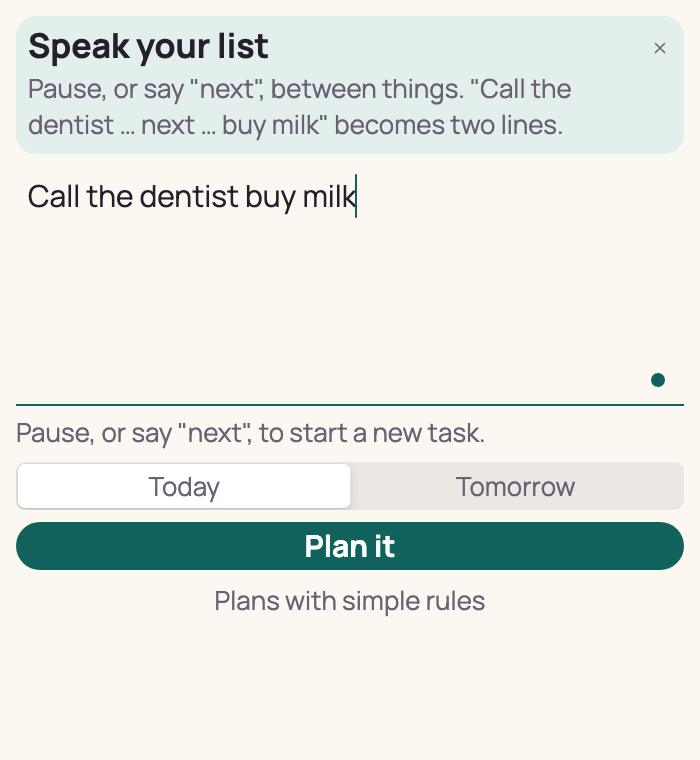 Speak your list
Pause, or say "next", between things. "Call the
dentist ... next ... buy milk" becomes two lines.
Call the dentist buy milk
Pause, or say "next", to start a new task.
Today
Tomorrow
Plan it
Plans with simple rules